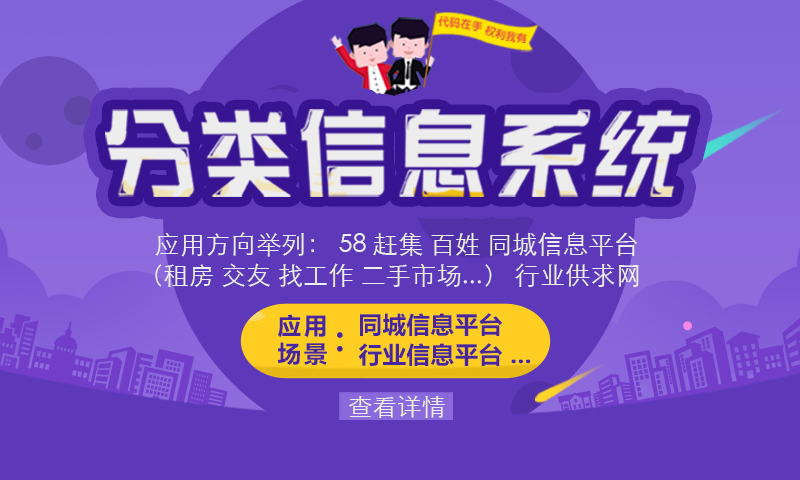 代码在手 权利我有
分类信息系统
应用方向举列： 58 赶集 百姓 同城信息平台
（租房 交友 找工作 二手市场...） 行业供求网
应用场景：
同城信息平台
行业信息平台 ...
查看详情